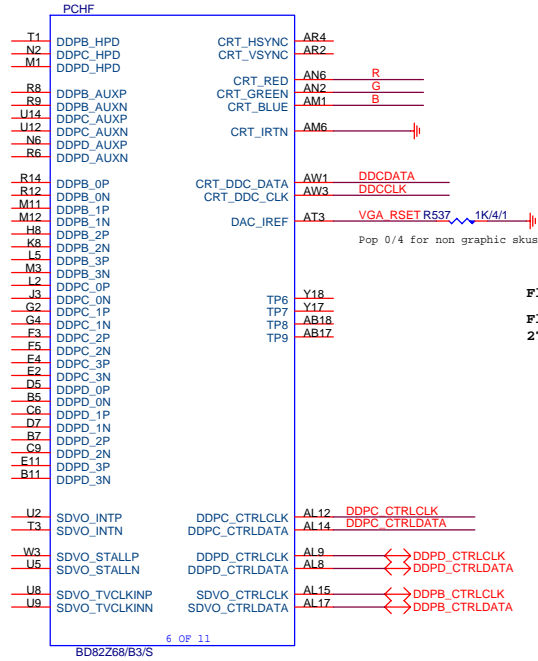 PCHF
T1 DDPB_HPD CRT_HSYNC AR4
N2 DDPC_HPD CRT_VSYNC AR2
M1 DDPD_HPD
CRT_RED AN6 R
R8 DDPB_AUXP CRT_GREEN AN2 G
R9 DDPB_AUXN CRT_BLUE AM1 B
U14 DDPC_AUXP
U12 DDPC_AUXN CRT_IRTN AM6
N6 DDPD_AUXP
R6 DDPD_AUXN
R14 DDPB_0P CRT_DDC_DATA AW1 DDCDATA
R12 DDPB_0N CRT_DDC_CLK AW3 DDCCLK
M11 DDPB_1P
M12 DDPB_1N DAC_IREF AT3 VGA_RSET R537 1K/4/1
H8 DDPB_2P
K8 DDPB_2N Pop 0/4 for non graphic skus
L5 DDPB_3P
M3 DDPB_3N
L2 DDPC_0P
J3 DDPC_0N TP6 Y18
G2 DDPC_1P TP7 Y17
G4 DDPC_1N TP8 AB18
F3 DDPC_2P TP9 AB17
F5 DDPC_2N
E4 DDPC_3P
E2 DDPC_3N
D5 DDPD_0P
B5 DDPD_0N
C6 DDPD_1P
D7 DDPD_1N
B7 DDPD_2P
C9 DDPD_2N
E11 DDPD_3P
B11 DDPD_3N
U2 SDVO_INTP DDPC_CTRLCLK AL12 DDPC_CTRLCLK
T3 SDVO_INTN DDPC_CTRLDATA AL14 DDPC_CTRLDATA
W3 SDVO_STALLP DDPD_CTRLCLK AL9 DDPD_CTRLCLK
U5 SDVO_STALLN DDPD_CTRLDATA AL8 DDPD_CTRLDATA
U8 SDVO_TVCLKINP SDVO_CTRLCLK AL15 DDPB_CTRLCLK
U9 SDVO_TVCLKINN SDVO_CTRLDATA AL17 DDPB_CTRLDATA
6 OF 11
BD82Z68/B3/S